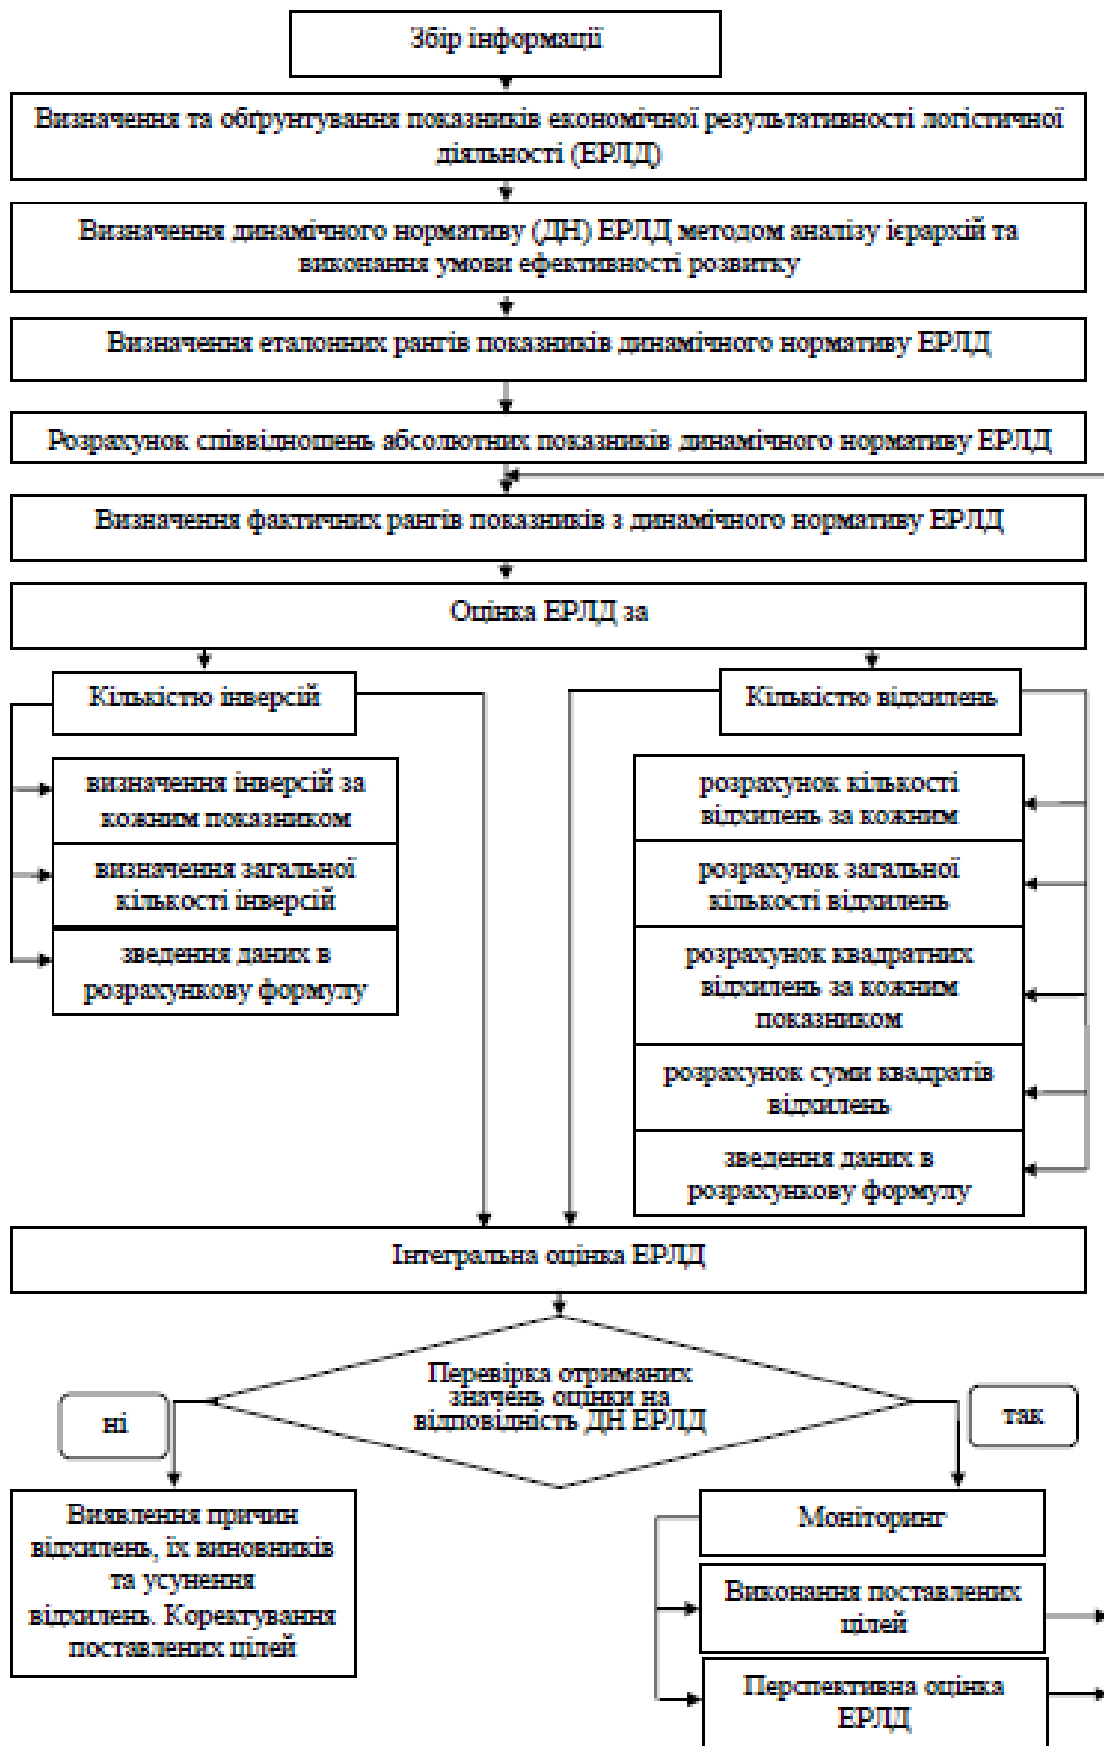 Збір інформації
Визначення та обґрунтування показників економічної результативності логістичної
діяльності (ЕРЛД)
Визначення динамічного нормативу (ДН) ЕРЛД методом аналізу ієрархій та
виконання умови ефективності розвитку
Визначення еталонних рангів показників динамічного нормативу ЕРЛД
Розрахунок співвідношень абсолютних показників динамічного нормативу ЕРЛД
Визначення фактичних рангів показників з динамічного нормативу ЕРЛД
Оцінка ЕРЛД за
Кількістю інверсій
визначення інверсій за
кожним показником
визначення загальної
кількості інверсій
зведення даних в
розрахункову формулу
Кількістю відхилень
розрахунок кількості
відхилень за кожним
розрахунок загальної
кількості відхилень
розрахунок квадратних
відхилень за кожним
показником
розрахунок суми квадратів
відхилень
зведення даних в
розрахункову формулу
Інтегральна оцінка ЕРЛД
Перевірка отриманих
значень оцінки на
відповідність ДН ЕРЛД
ні
так
Виявлення причин
відхилень, їх виновників
та усунення
відхилень. Коректування
поставлених цілей
Моніторинг
Виконання поставлених
цілей
Перспективна оцінка
ЕРЛД